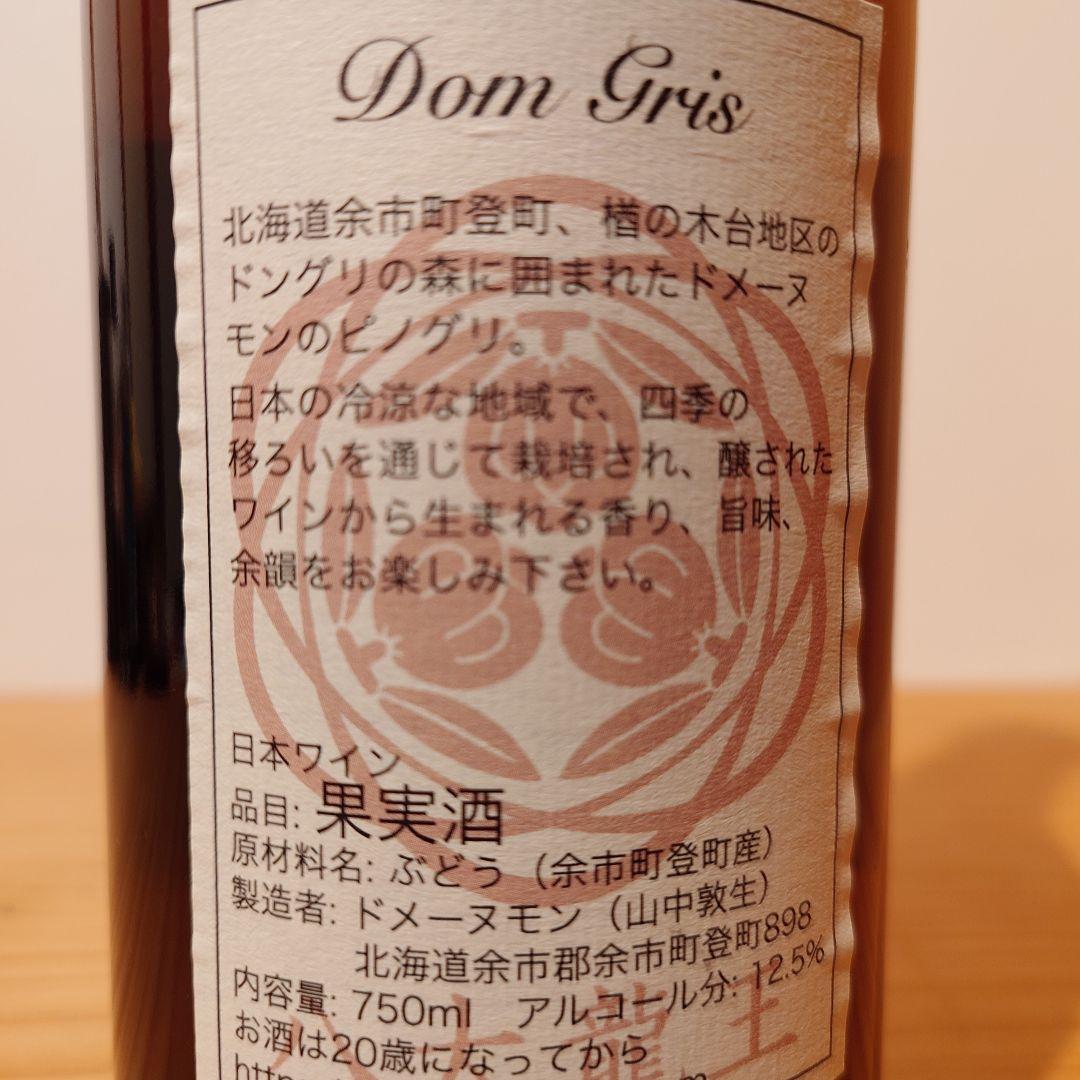 Dom Gris
北海道余市町登町、楢の木台地区の
ドングリの森に囲まれたドメーヌ
モンのピノグリ。
日本の冷涼な地域で、四季の
移ろいを通じて栽培され、醸された
ワインから生まれる香り、旨味、
余韻をお楽しみ下さい。
日本ワイン
品目: 果実酒
原材料名: ぶどう（余市町登町産）
製造者: ドメーヌモン（山中敦生）
北海道余市郡余市町登町898
内容量: 750ml アルコール分: 12.5%
お酒は20歳になってから